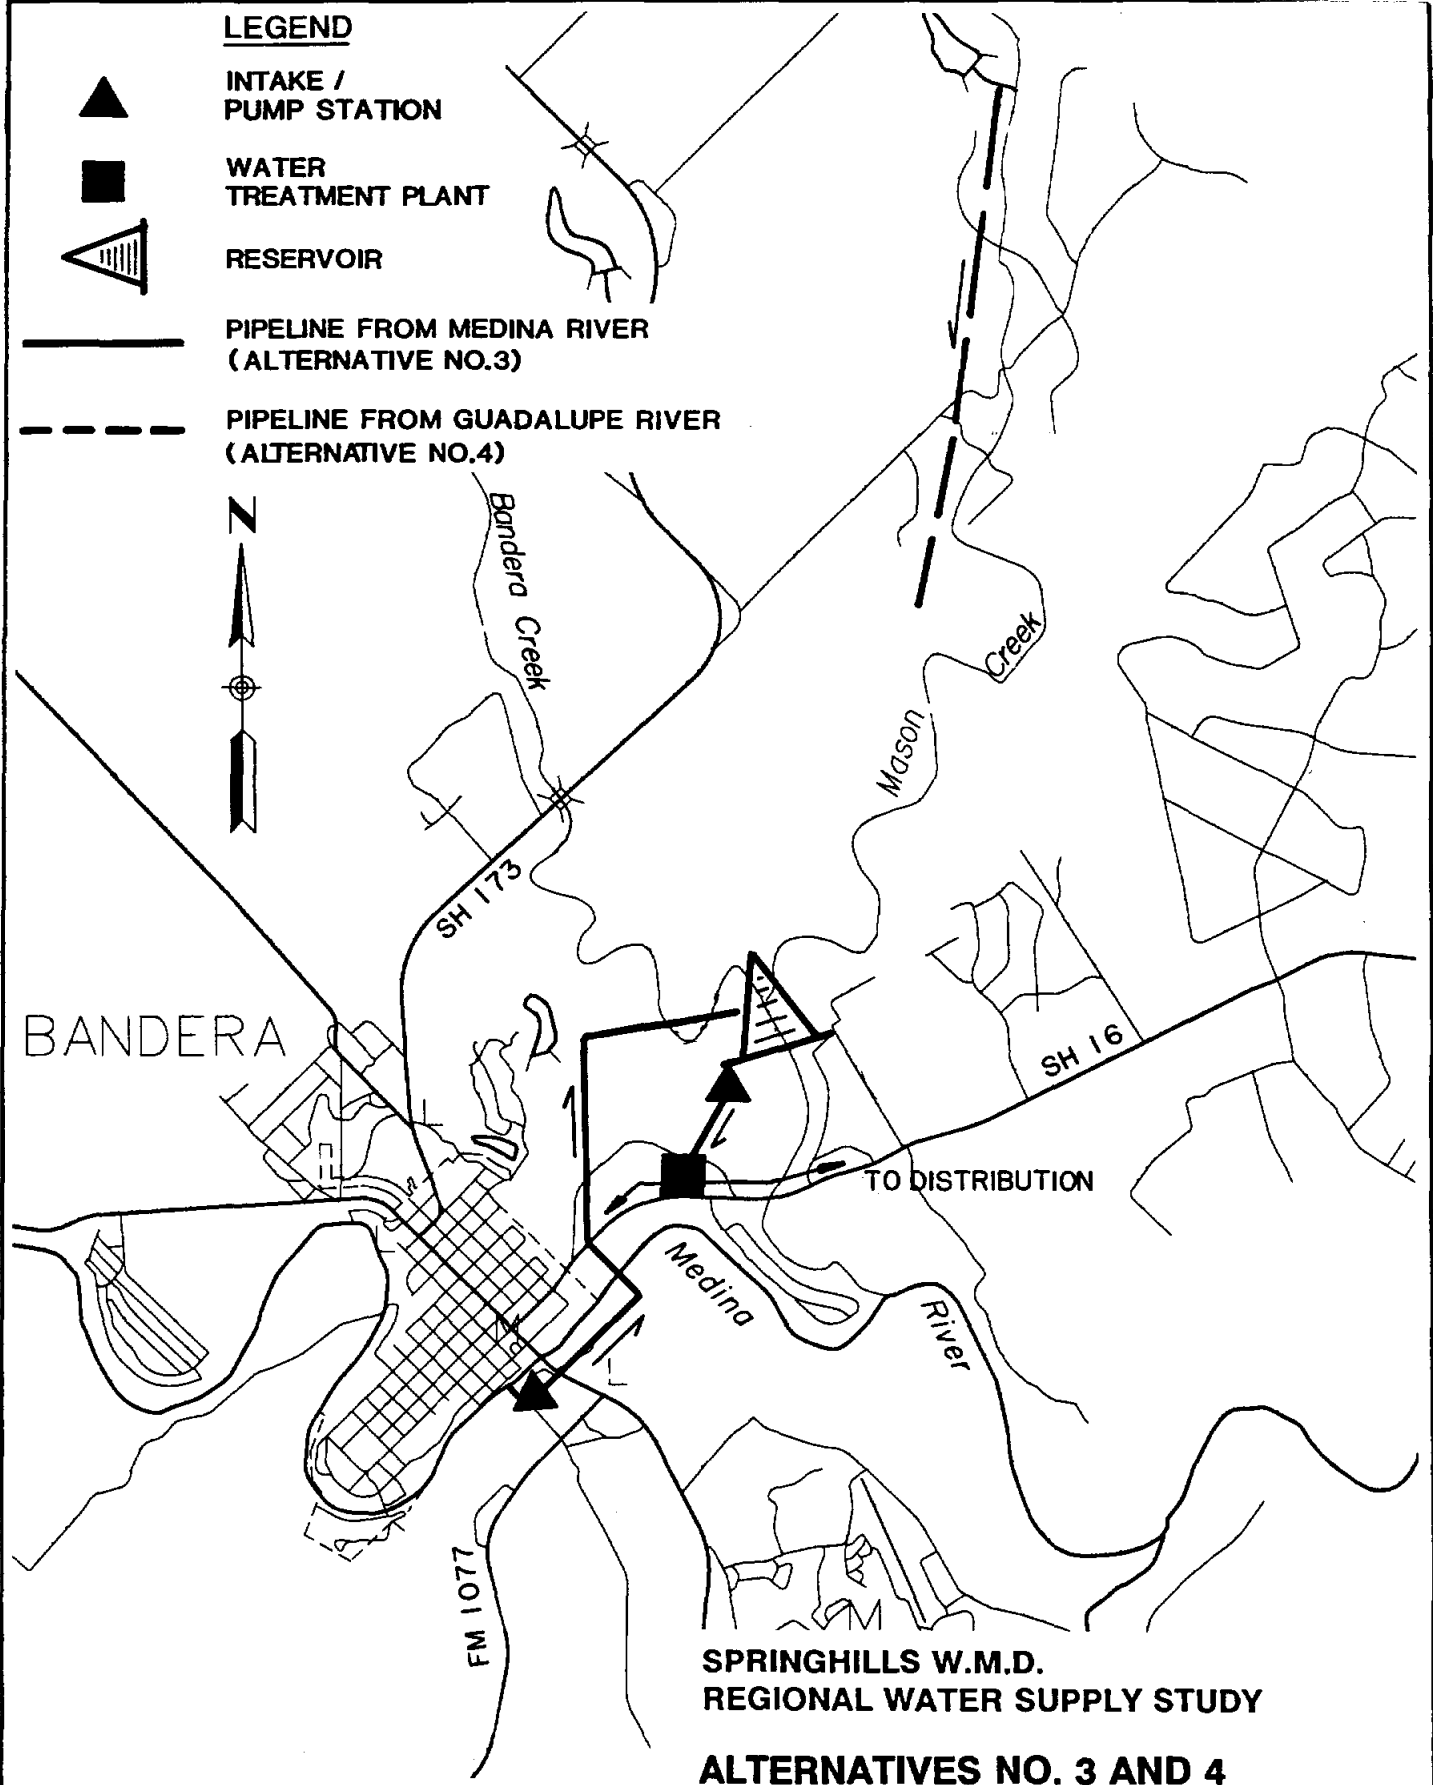 LEGEND
INTAKE /
PUMP STATION
WATER
TREATMENT PLANT
RESERVOIR
PIPELINE FROM MEDINA RIVER
(ALTERNATIVE NO.3)
PIPELINE FROM GUADALUPE RIVER
(ALTERNATIVE NO.4)
N
Bandera Creek
Mason
Creek
SH 173
BANDERA
SH 16
TO DISTRIBUTION
Medina
River
FM 1077
SPRINGHILLS W.M.D.
REGIONAL WATER SUPPLY STUDY
ALTERNATIVES NO. 3 AND 4